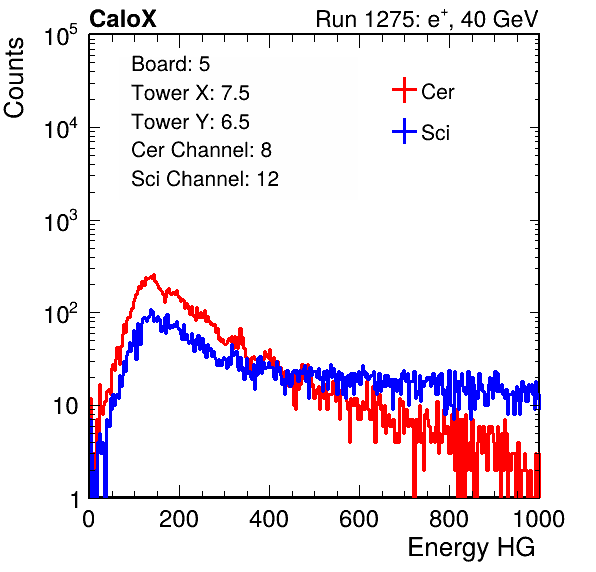 CaloX Run 1275: e⁺, 40 GeV
Board: 5
Tower X: 7.5
Tower Y: 6.5
Cer Channel: 8
Sci Channel: 12
Cer
Sci
Counts
10⁵
10⁴
10³
10²
10
1
0 200 400 600 800 1000
Energy HG